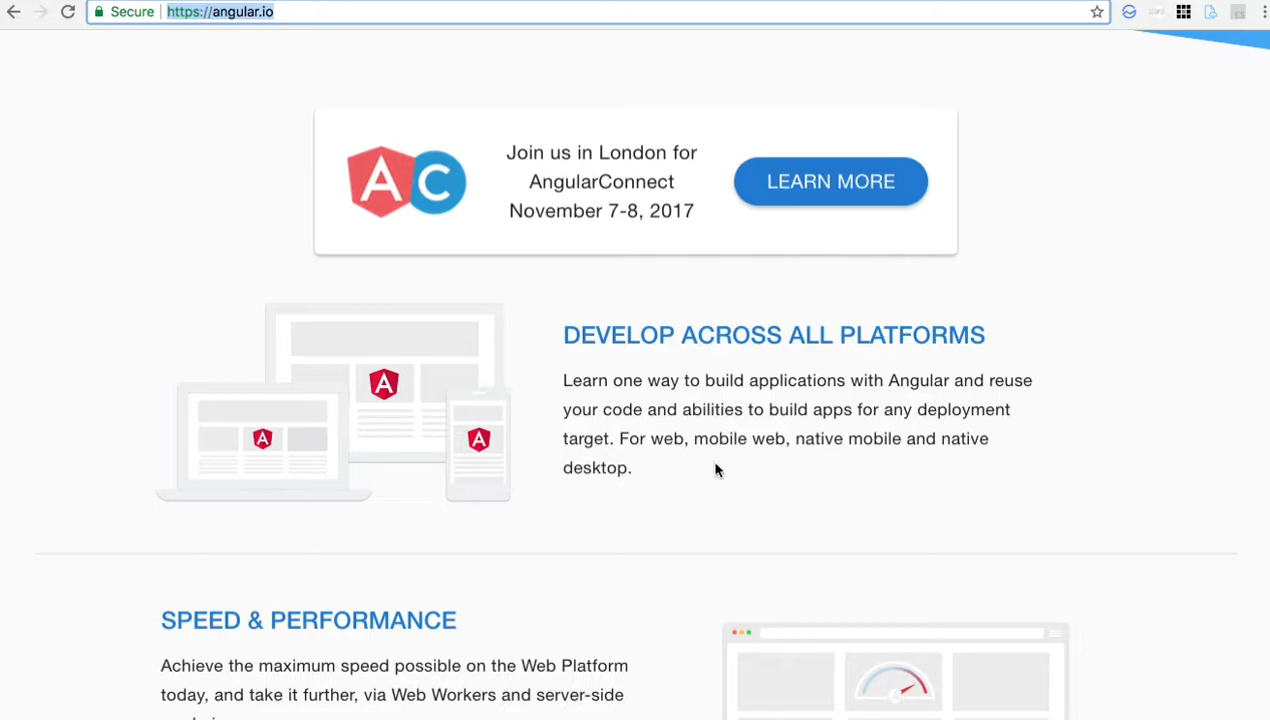 Secure https://angular.io
Join us in London for
AngularConnect
November 7-8, 2017
LEARN MORE
A C
DEVELOP ACROSS ALL PLATFORMS
Learn one way to build applications with Angular and reuse
your code and abilities to build apps for any deployment
target. For web, mobile web, native mobile and native
desktop.
A
A
A
SPEED & PERFORMANCE
Achieve the maximum speed possible on the Web Platform
today, and take it further, via Web Workers and server-side